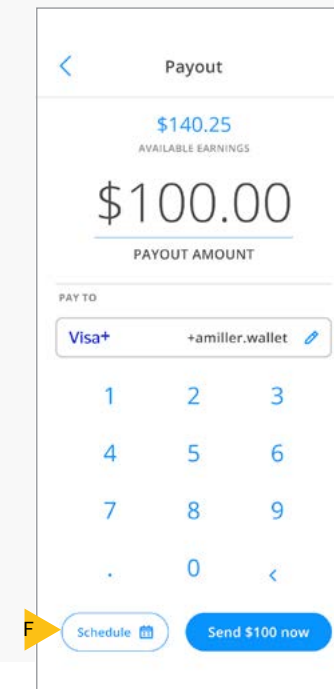 Payout
$140.25
AVAILABLE EARNINGS
$100.00
PAYOUT AMOUNT
PAY TO
Visa+ +amiller.wallet
1 2 3
4 5 6
7 8 9
. 0 <
F Schedule Send $100 now